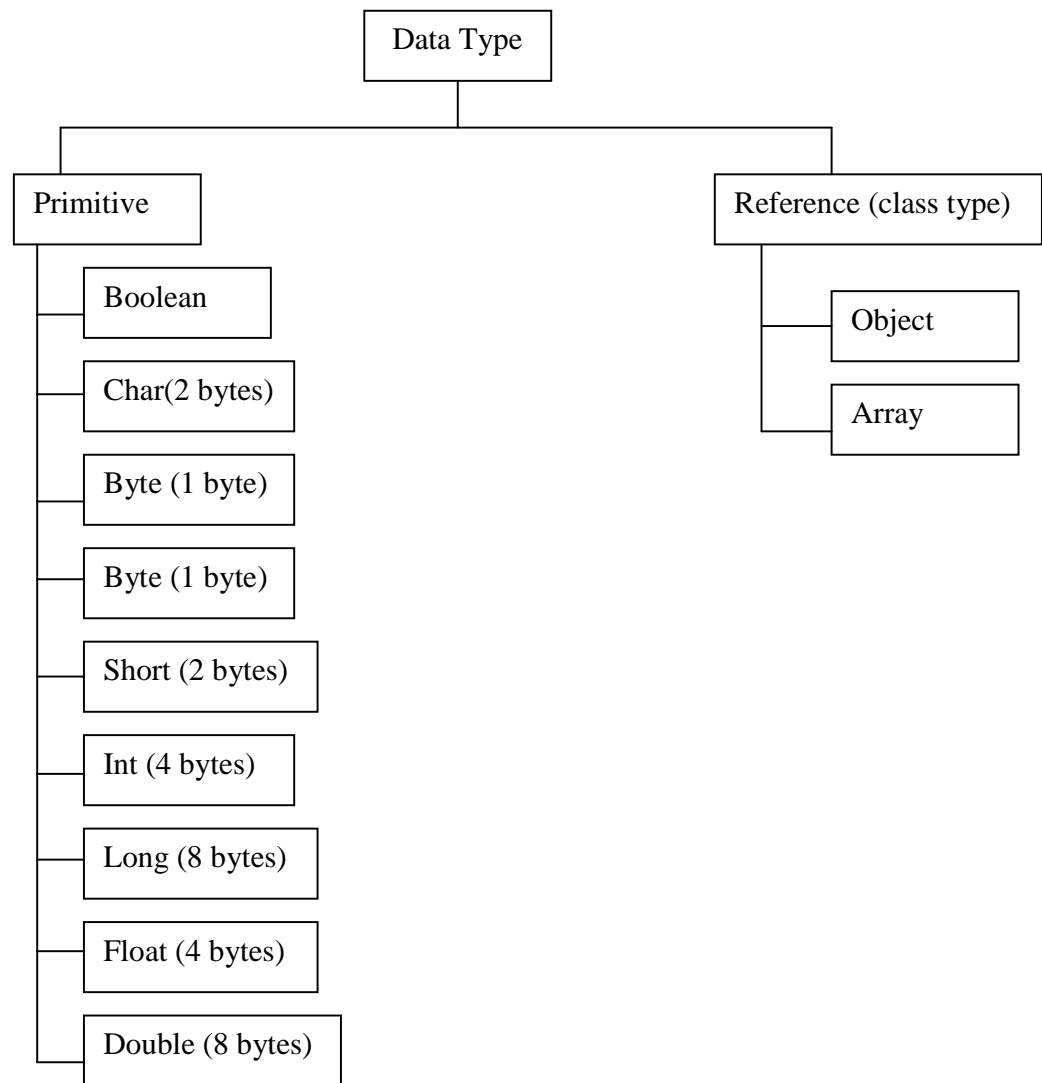 Data Type
Primitive
Reference (class type)
Boolean
Object
Char(2 bytes)
Array
Byte (1 byte)
Byte (1 byte)
Short (2 bytes)
Int (4 bytes)
Long (8 bytes)
Float (4 bytes)
Double (8 bytes)